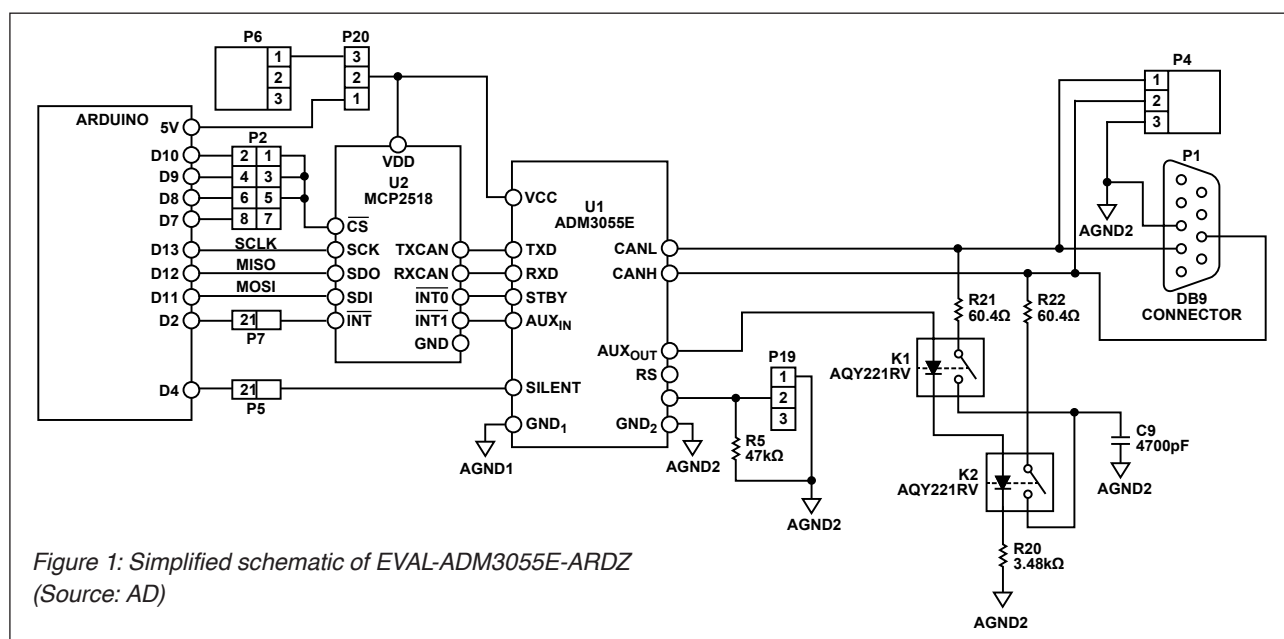 P6
1
2
3
P20
3
2
1
P4
1
2
3
ARDUINO
5V
D10
D9
D8
D7
D13
D12
D11
D2
D4
P2
2 1
4 3
6 5
8 7
SCLK
MISO
MOSI
21
P7
21
P5
VDD
U2
MCP2518
CS
SCK
SDO
SDI
INT
TXCAN
RXCAN
INT0
INT1
GND
U1
ADM3055E
VCC
TXD
RXD
STBY
AUXIN
SILENT
GND1
CANL
CANH
AUXOUT
RS
GND2
AGND1
AGND2
P19
1
2
3
R5
47kΩ
AGND2
R21
60.4Ω
R22
60.4Ω
K1
AQY221RV
K2
AQY221RV
C9
4700pF
AGND2
R20
3.48kΩ
AGND2
AGND2
P1
DB9
CONNECTOR
Figure 1: Simplified schematic of EVAL-ADM3055E-ARDZ
(Source: AD)